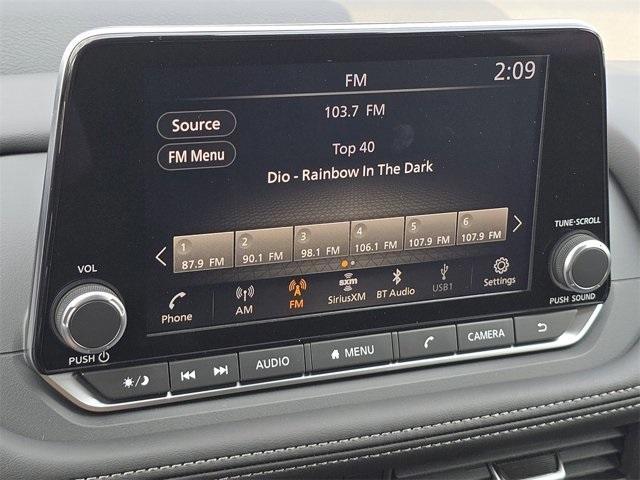 FM 2:09
103.7 FM
Source
Top 40
FM Menu
Dio - Rainbow In The Dark
1 2 3 4 5 6
87.9 FM 90.1 FM 98.1 FM 106.1 FM 107.9 FM 107.9 FM
Phone AM FM sxm SiriusXM BT Audio USB1 Settings
VOL
PUSH
TUNE·SCROLL
PUSH SOUND
AUDIO MENU CAMERA